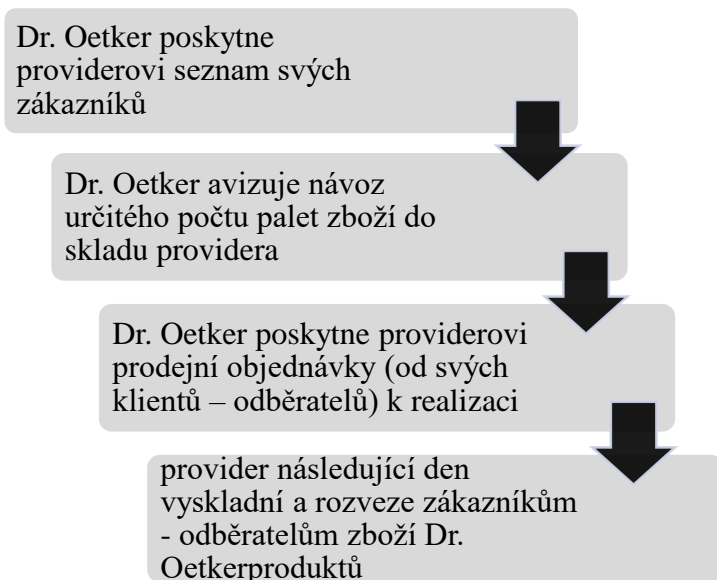 Dr. Oetker poskytne
providerovi seznam svých
zákazníků
Dr. Oetker avizuje návoz
určitého počtu palet zboží do
skladu providera
Dr. Oetker poskytne providerovi
prodejní objednávky (od svých
klientů – odběratelů) k realizaci
provider následující den
vyskladní a rozveze zákazníkům
- odběratelům zboží Dr.
Oetkerproduktů